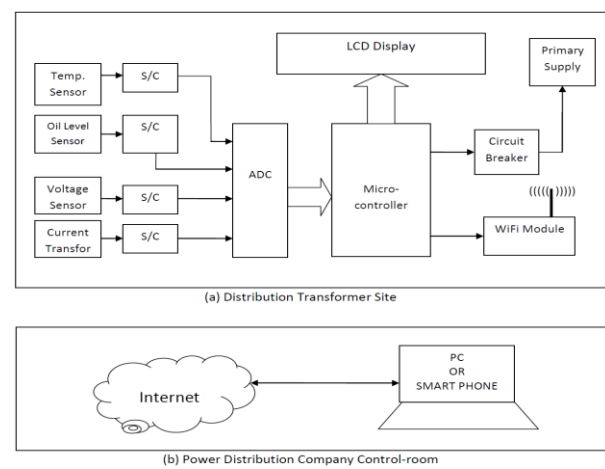 LCD Display
Primary
Supply
Temp.
Sensor
S/C
Oil Level
Sensor
S/C
ADC
Micro-
controller
Circuit
Breaker
Voltage
Sensor
S/C
((((( )))))
WiFi Module
Current
Transfor
S/C
(a) Distribution Transformer Site
Internet
PC
OR
SMART PHONE
(b) Power Distribution Company Control-room